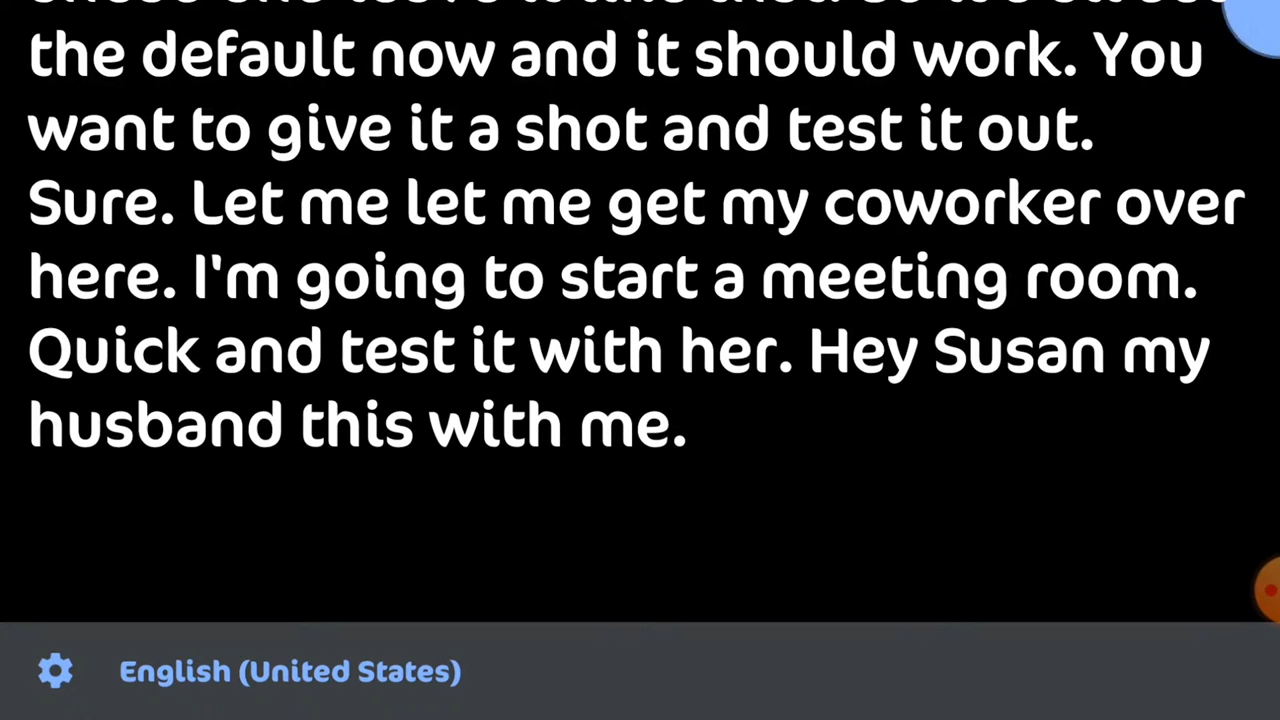 the default now and it should work. You
want to give it a shot and test it out.
Sure. Let me let me get my coworker over
here. I'm going to start a meeting room.
Quick and test it with her. Hey Susan my
husband this with me.
English (United States)